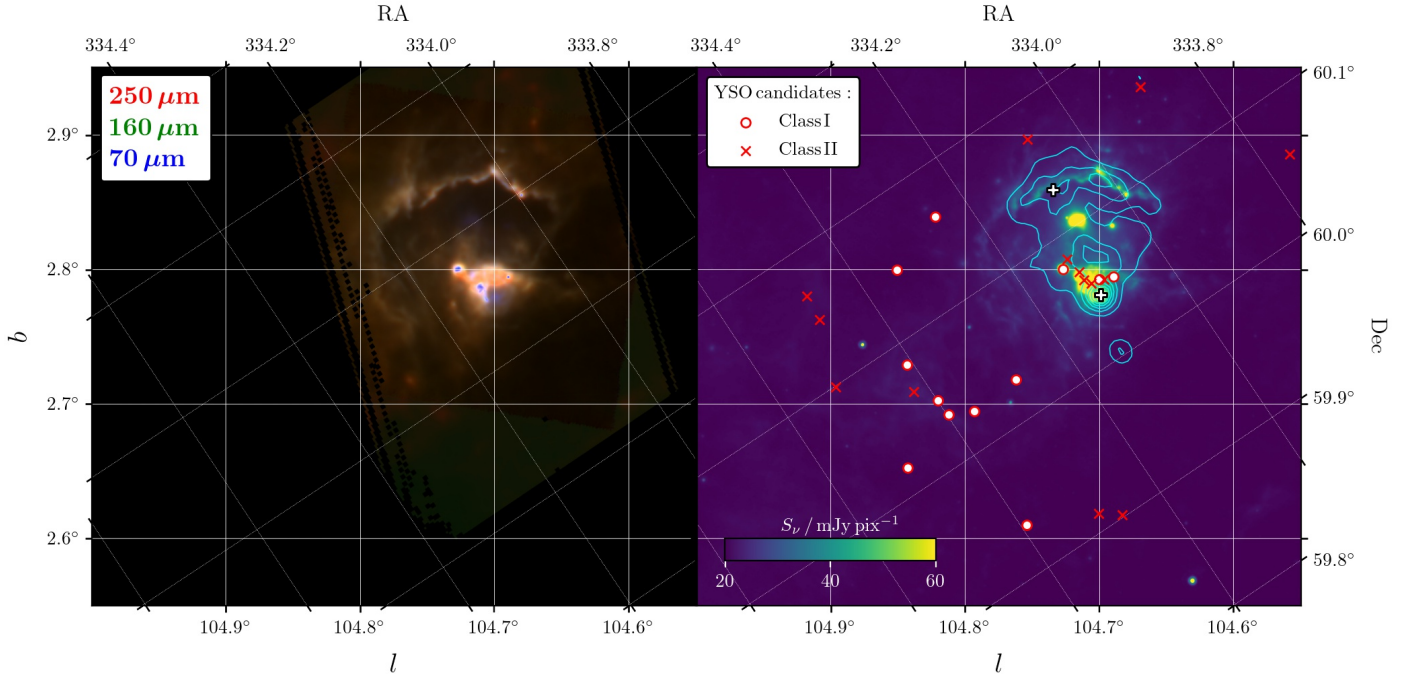 RA
RA
334.4° 334.2° 334.0° 333.8°
334.4° 334.2° 334.0° 333.8°
250 μm
160 μm
70 μm
YSO candidates :
Class I
Class II
2.9°
2.8°
2.7°
2.6°
b
60.1°
60.0°
59.9°
59.8°
Dec
S_ν / mJy pix⁻¹
20 40 60
104.9° 104.8° 104.7° 104.6°
104.9° 104.8° 104.7° 104.6°
l
l